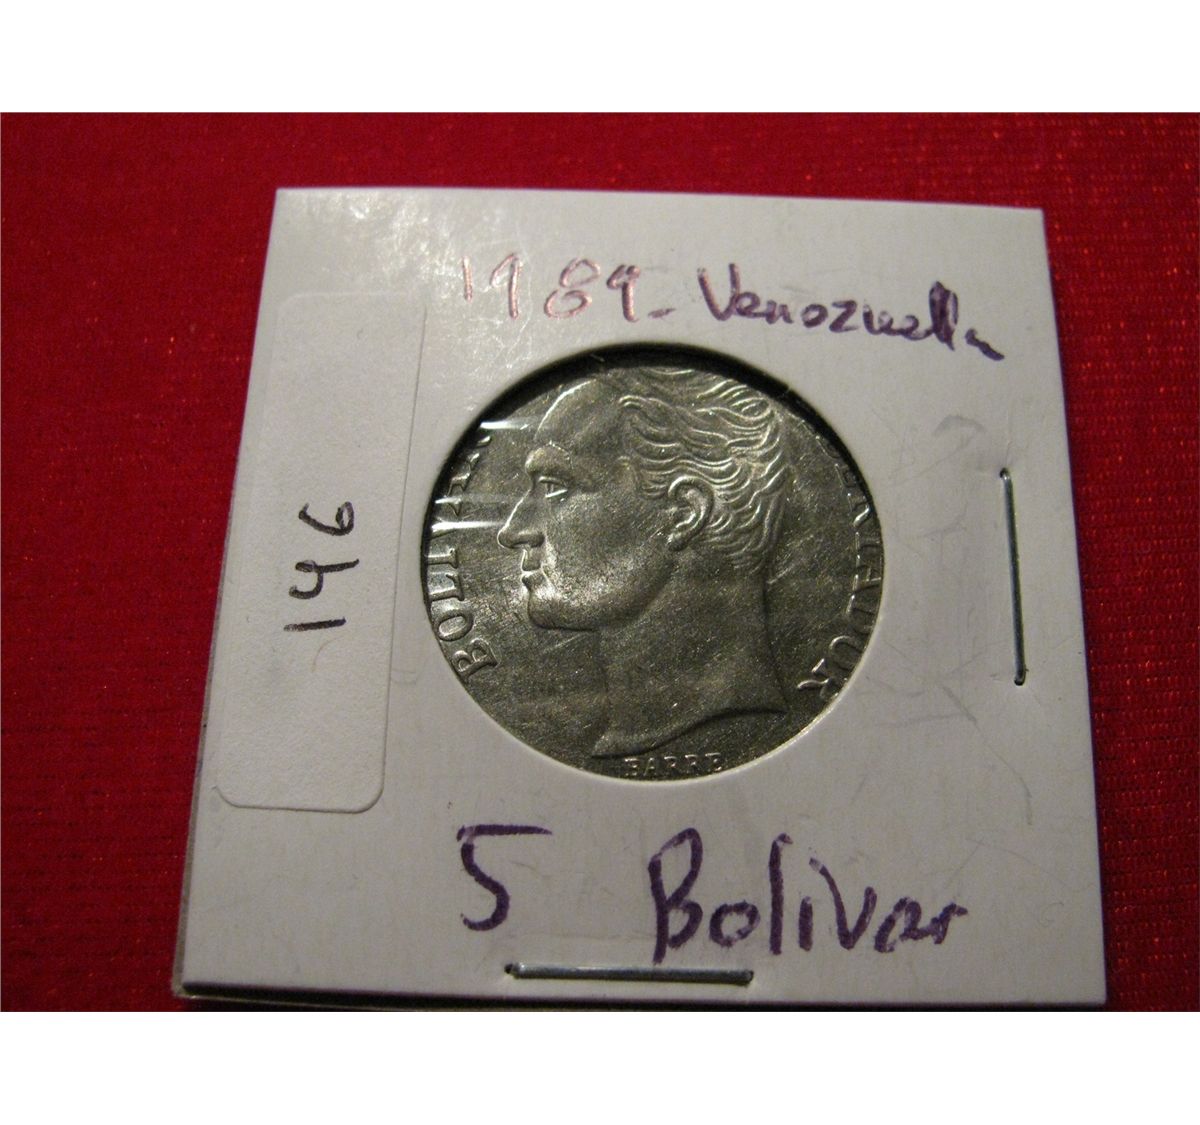 1989 - Venozuella
146
BOLIVAR
LIBERTADOR
BARRE
5 Bolivar